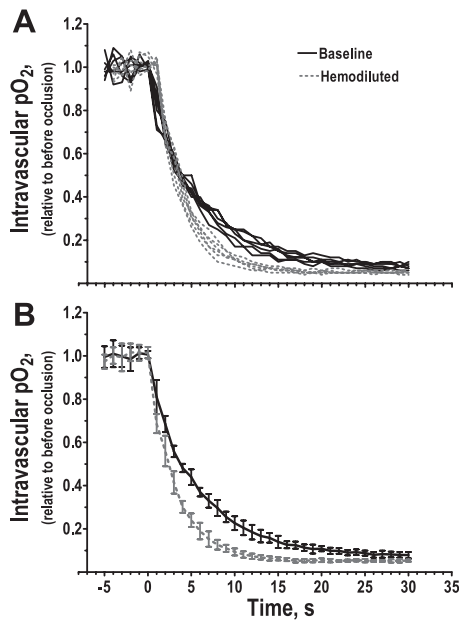 A
1.2
1.0
0.8
0.6
0.4
0.2
Intravascular pO2,
(relative to before occlusion)
Baseline
Hemodiluted
B
1.2
1.0
0.8
0.6
0.4
0.2
Intravascular pO2,
(relative to before occlusion)
-5 0 5 10 15 20 25 30 35
Time, s